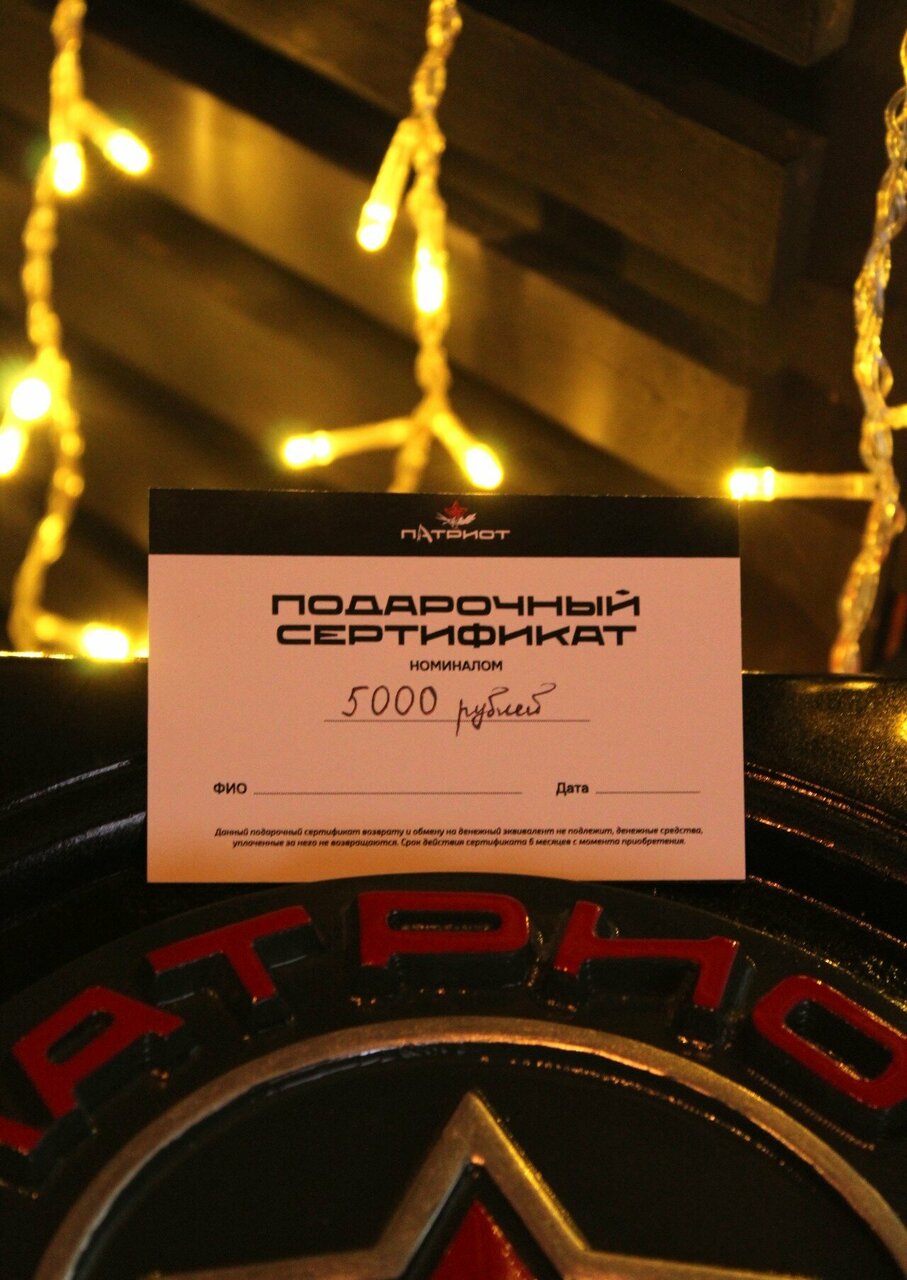 ПАТРИОТ
ПОДАРОЧНЫЙ
СЕРТИФИКАТ
НОМИНАЛОМ
5000 рублей
ФИО Дата
Данный подарочный сертификат возврату и обмену на денежный эквивалент не подлежит, денежные средства,
уплаченные за него не возвращаются. Срок действия сертификата 6 месяцев с момента приобретения.
АТРИО